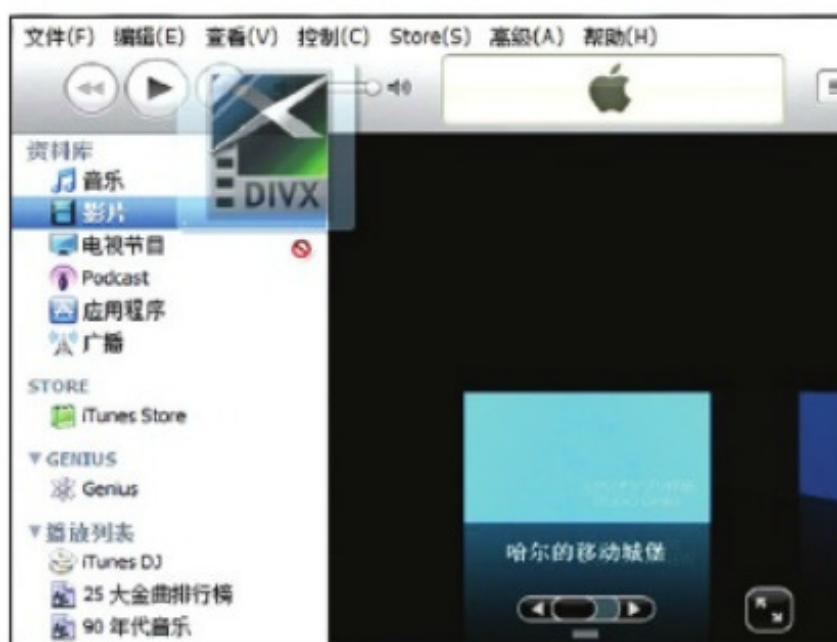 文件(F) 编辑(E) 查看(V) 控制(C) Store(S) 高级(A) 帮助(H)
DIVX
资料库
音乐
影片
电视节目
Podcast
应用程序
广播
STORE
iTunes Store
GENIUS
Genius
播放列表
iTunes DJ
25 大金曲排行榜
90 年代音乐
哈尔的移动城堡